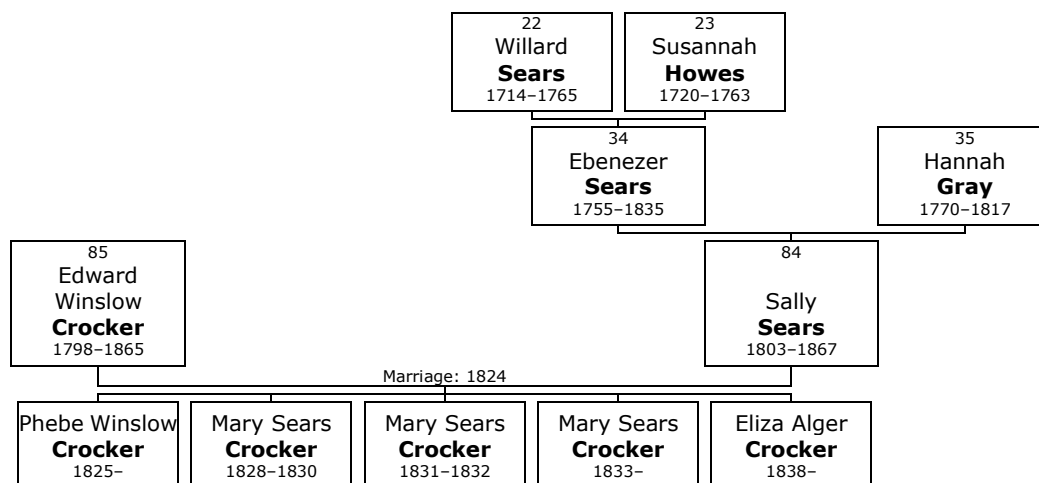 22
Willard
Sears
1714–1765
23
Susannah
Howes
1720–1763
34
Ebenezer
Sears
1755–1835
35
Hannah
Gray
1770–1817
85
Edward
Winslow
Crocker
1798–1865
84
Sally
Sears
1803–1867
Marriage: 1824
Phebe Winslow
Crocker
1825–
Mary Sears
Crocker
1828–1830
Mary Sears
Crocker
1831–1832
Mary Sears
Crocker
1833–
Eliza Alger
Crocker
1838–